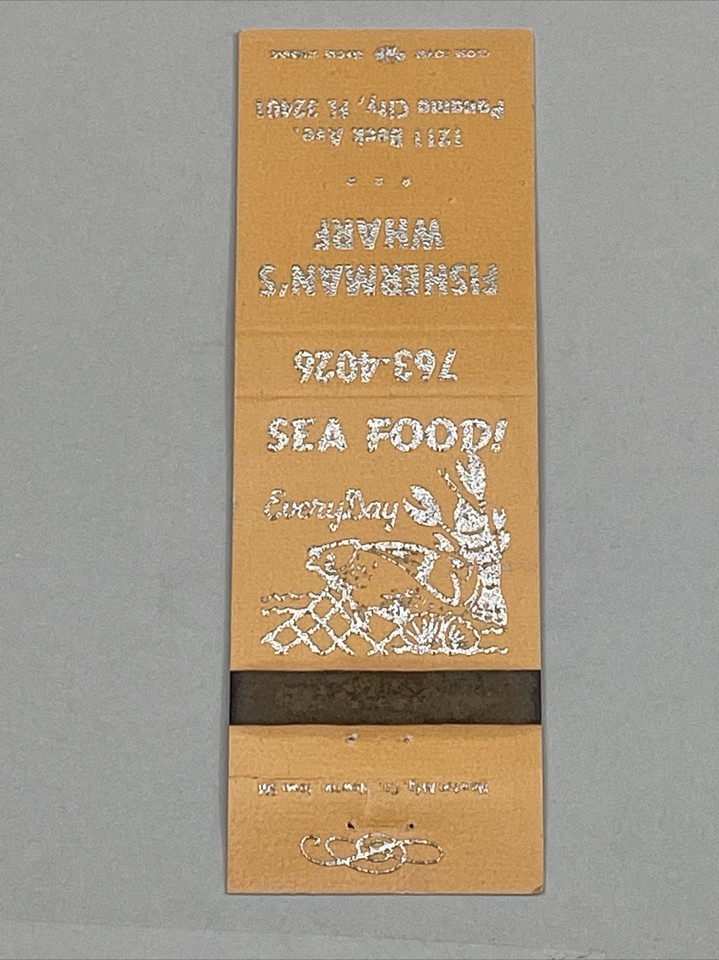 SEA FOOD!
EveryDay
763-4026
FISHERMAN'S
WHARF
1211 Beck Ave.
Panama City, Fl 32401